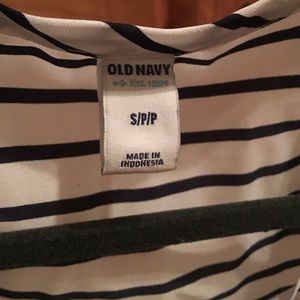 OLD NAVY
Est. 1994
S/P/P
MADE IN
INDONESIA